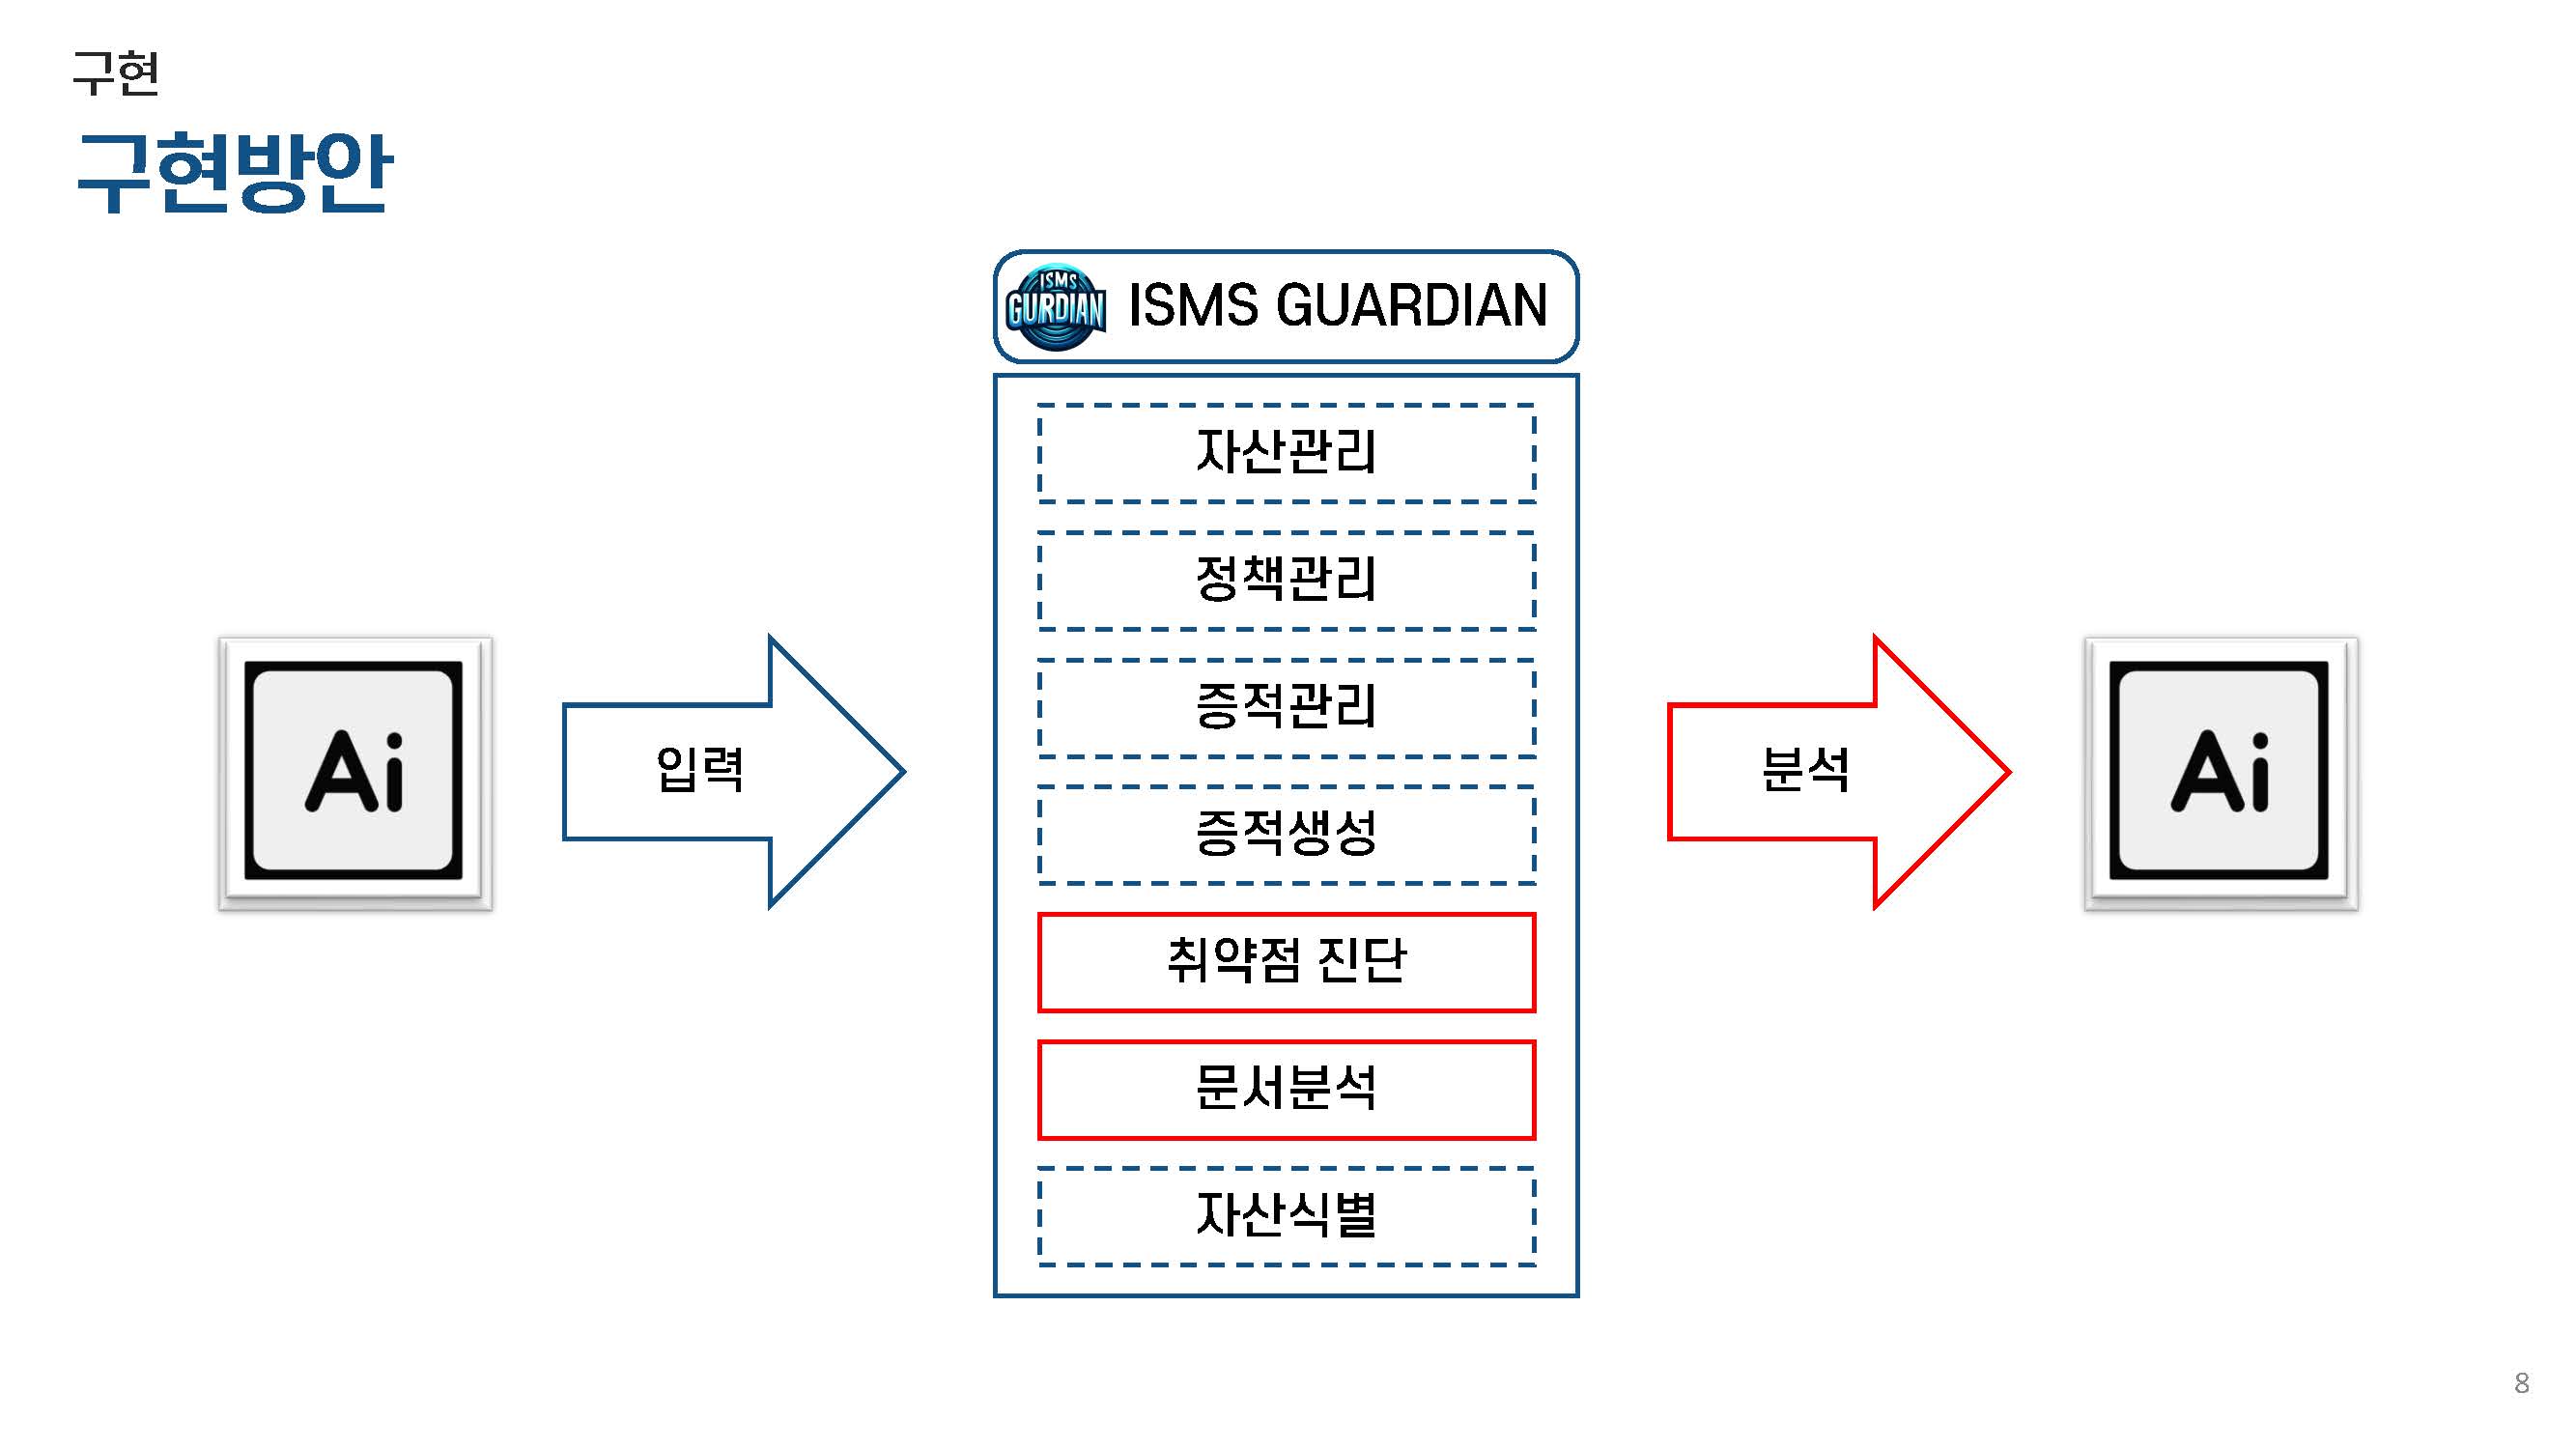 구현
구현방안
ISMS
GURDIAN
ISMS GUARDIAN
자산관리
정책관리
증적관리
증적생성
취약점 진단
문서분석
자산식별
Ai
입력
분석
Ai
8